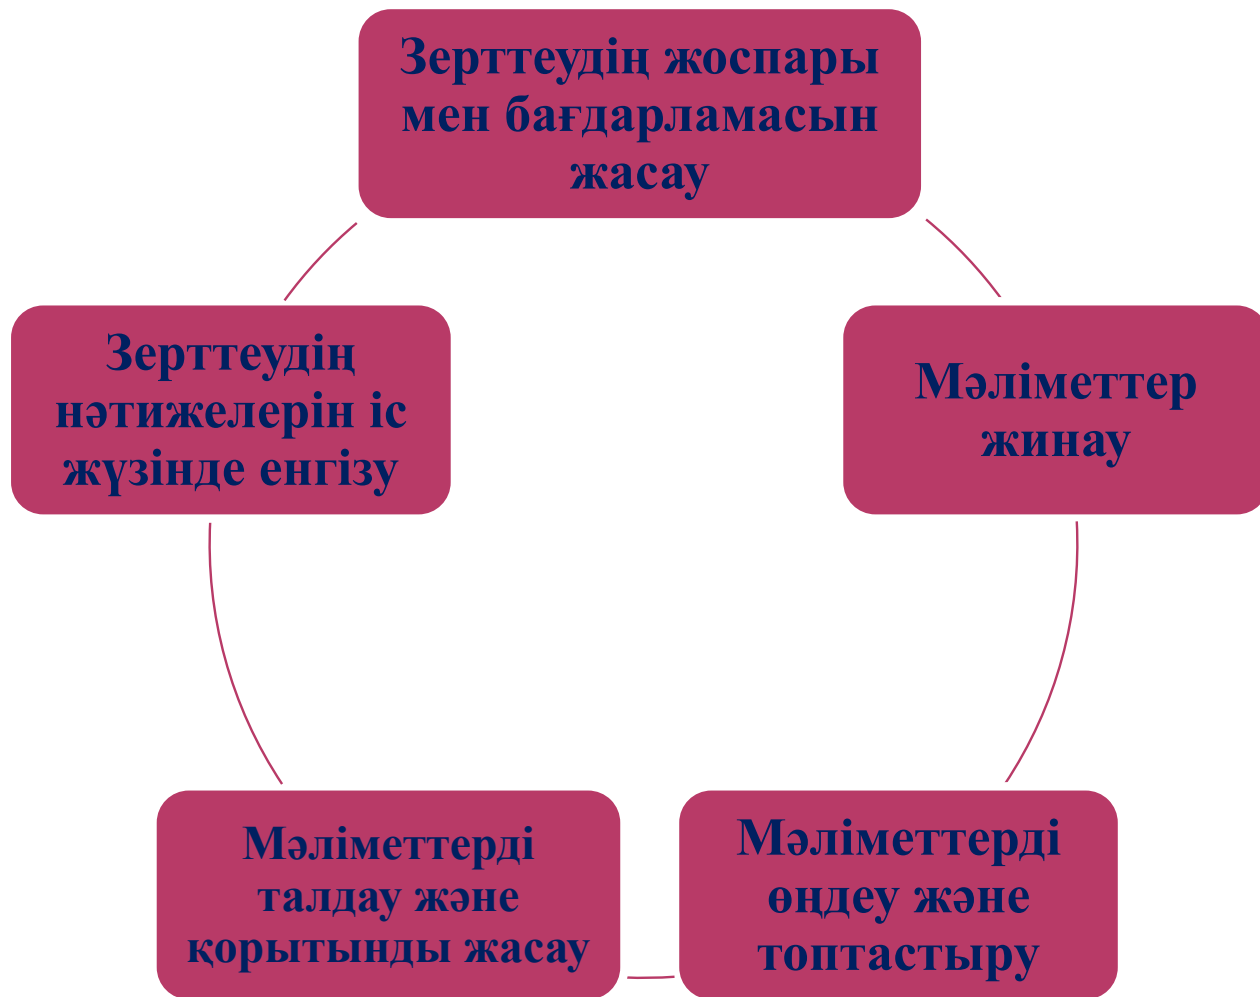 Зерттеудің жоспары
мен бағдарламасын
жасау
Мәліметтер
жинау
Мәліметтерді
өңдеу және
топтастыру
Мәліметтерді
талдау және
қорытынды жасау
Зерттеудің
нәтижелерін іс
жүзінде енгізу